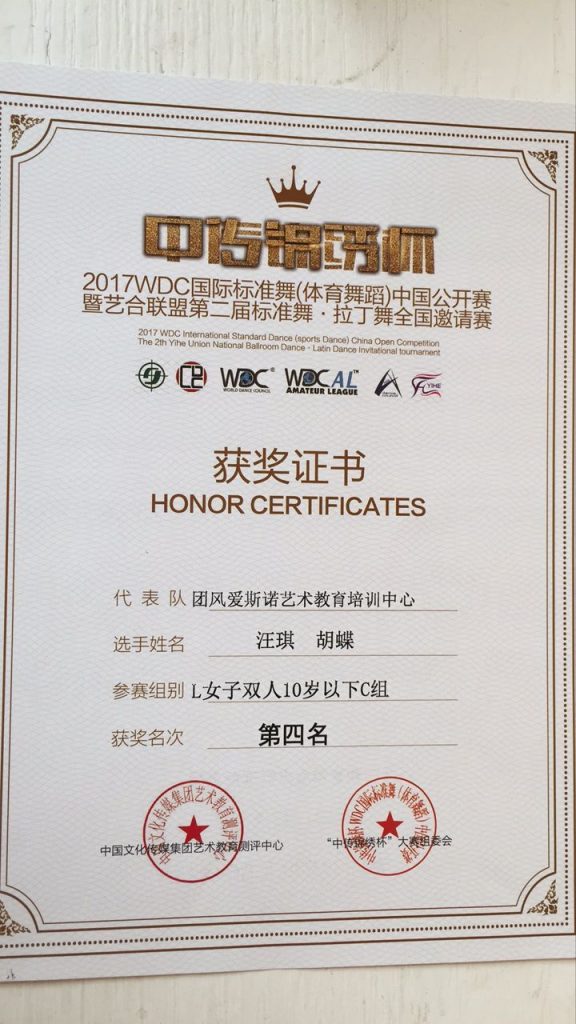 中传锦绣杯
2017WDC国际标准舞(体育舞蹈)中国公开赛
暨艺合联盟第二届标准舞·拉丁舞全国邀请赛
2017 WDC International Standard Dance (sports Dance) China Open Competition
The 2th Yihe Union National Ballroom Dance · Latin Dance Invitational tournament
WDC® WORLD DANCE COUNCIL WDCAL™ AMATEUR LEAGUE YIHE
获奖证书
HONOR CERTIFICATES
代表队 团风爱斯诺艺术教育培训中心
选手姓名 汪琪 胡蝶
参赛组别 L女子双人10岁以下C组
获奖名次 第四名
中国文化传媒集团艺术教育测评中心
“中传锦绣杯”大赛组委会